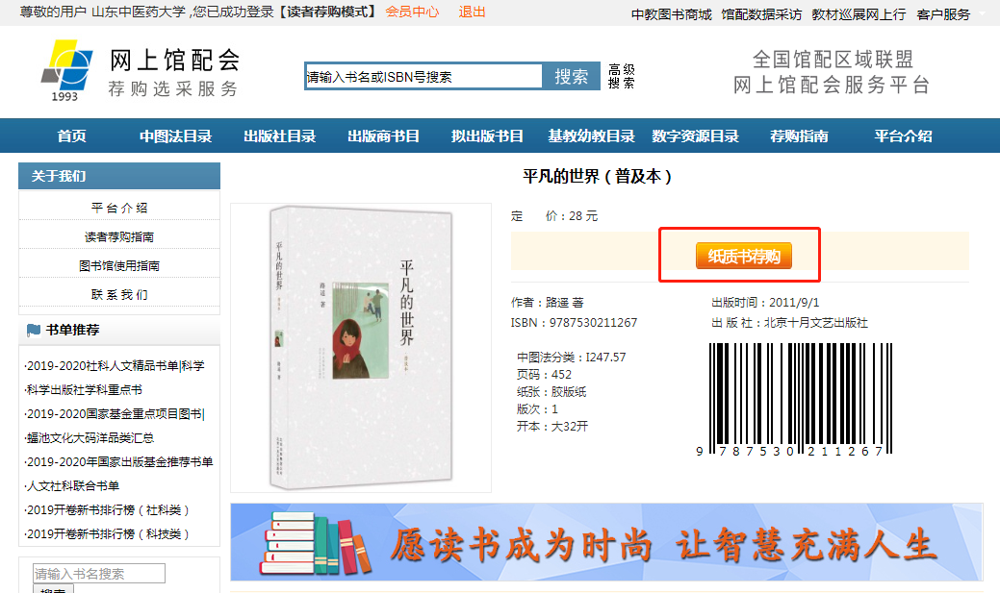 尊敬的用户 山东中医药大学 ,您已成功登录【读者荐购模式】 会员中心 退出
中教图书商城 馆配数据采访 教材巡展网上行 客户服务
1993
网上馆配会
荐购选采服务
请输入书名或ISBN号搜索 搜索
高级
搜索
全国馆配区域联盟
网上馆配会服务平台
首页 中图法目录 出版社目录 出版商书目 拟出版书目 基教幼教目录 数字资源目录 荐购指南 平台介绍
关于我们
平 台 介 绍
读者荐购指南
图书馆使用指南
联 系 我 们
书单推荐
·2019-2020社科人文精品书单|科学
·科学出版社学科重点书
·2019-2020国家基金重点项目图书|
·蝠池文化大码洋品类汇总
·2019-2020年国家出版基金推荐书单
·人文社科联合书单
·2019开卷新书排行榜（社科类）
·2019开卷新书排行榜（科技类）
请输入书名搜索
搜索
平凡的世界（普及本）
平凡的世界
路遥 著
平凡的世界
路遥 著
定 价：28 元
纸质书荐购
作者：路遥 著
出版时间：2011/9/1
ISBN：9787530211267
出 版 社：北京十月文艺出版社
中图法分类：I247.57
页码：452
纸张：胶版纸
版次：1
开本：大32开
9 787530 211267
愿读书成为时尚 让智慧充满人生